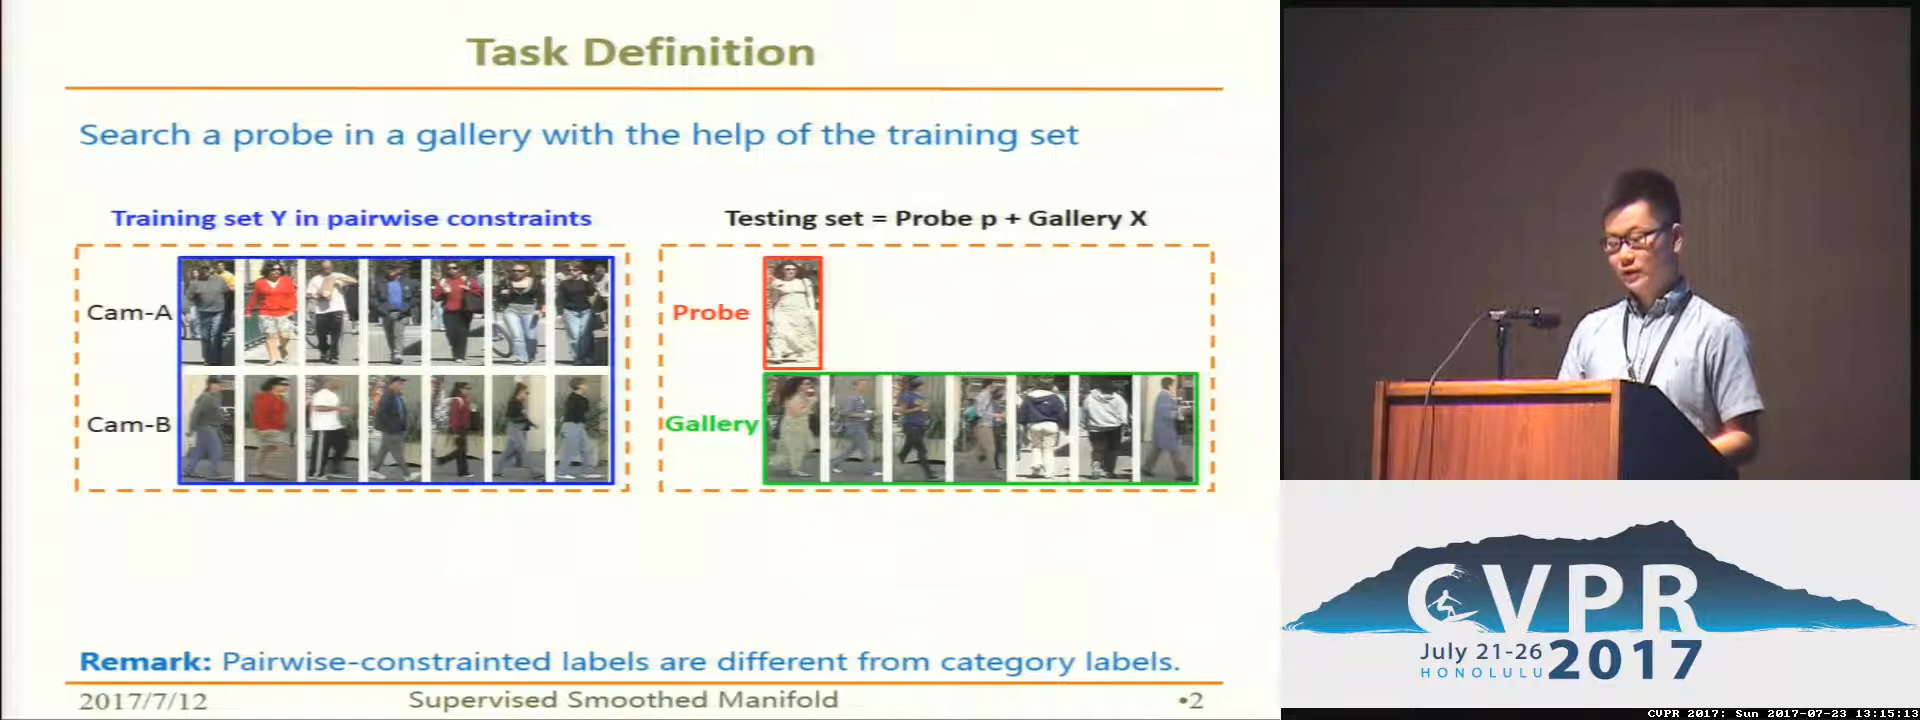 Task Definition
Search a probe in a gallery with the help of the training set
Training set Y in pairwise constraints
Testing set = Probe p + Gallery X
Cam-A
Probe
Cam-B
Gallery
Remark: Pairwise-constrainted labels are different from category labels.
2017/7/12
Supervised Smoothed Manifold
•2
CVPR
July 21-26
HONOLULU
2017
CVPR 2017: Sun 2017-07-23 13:15:13